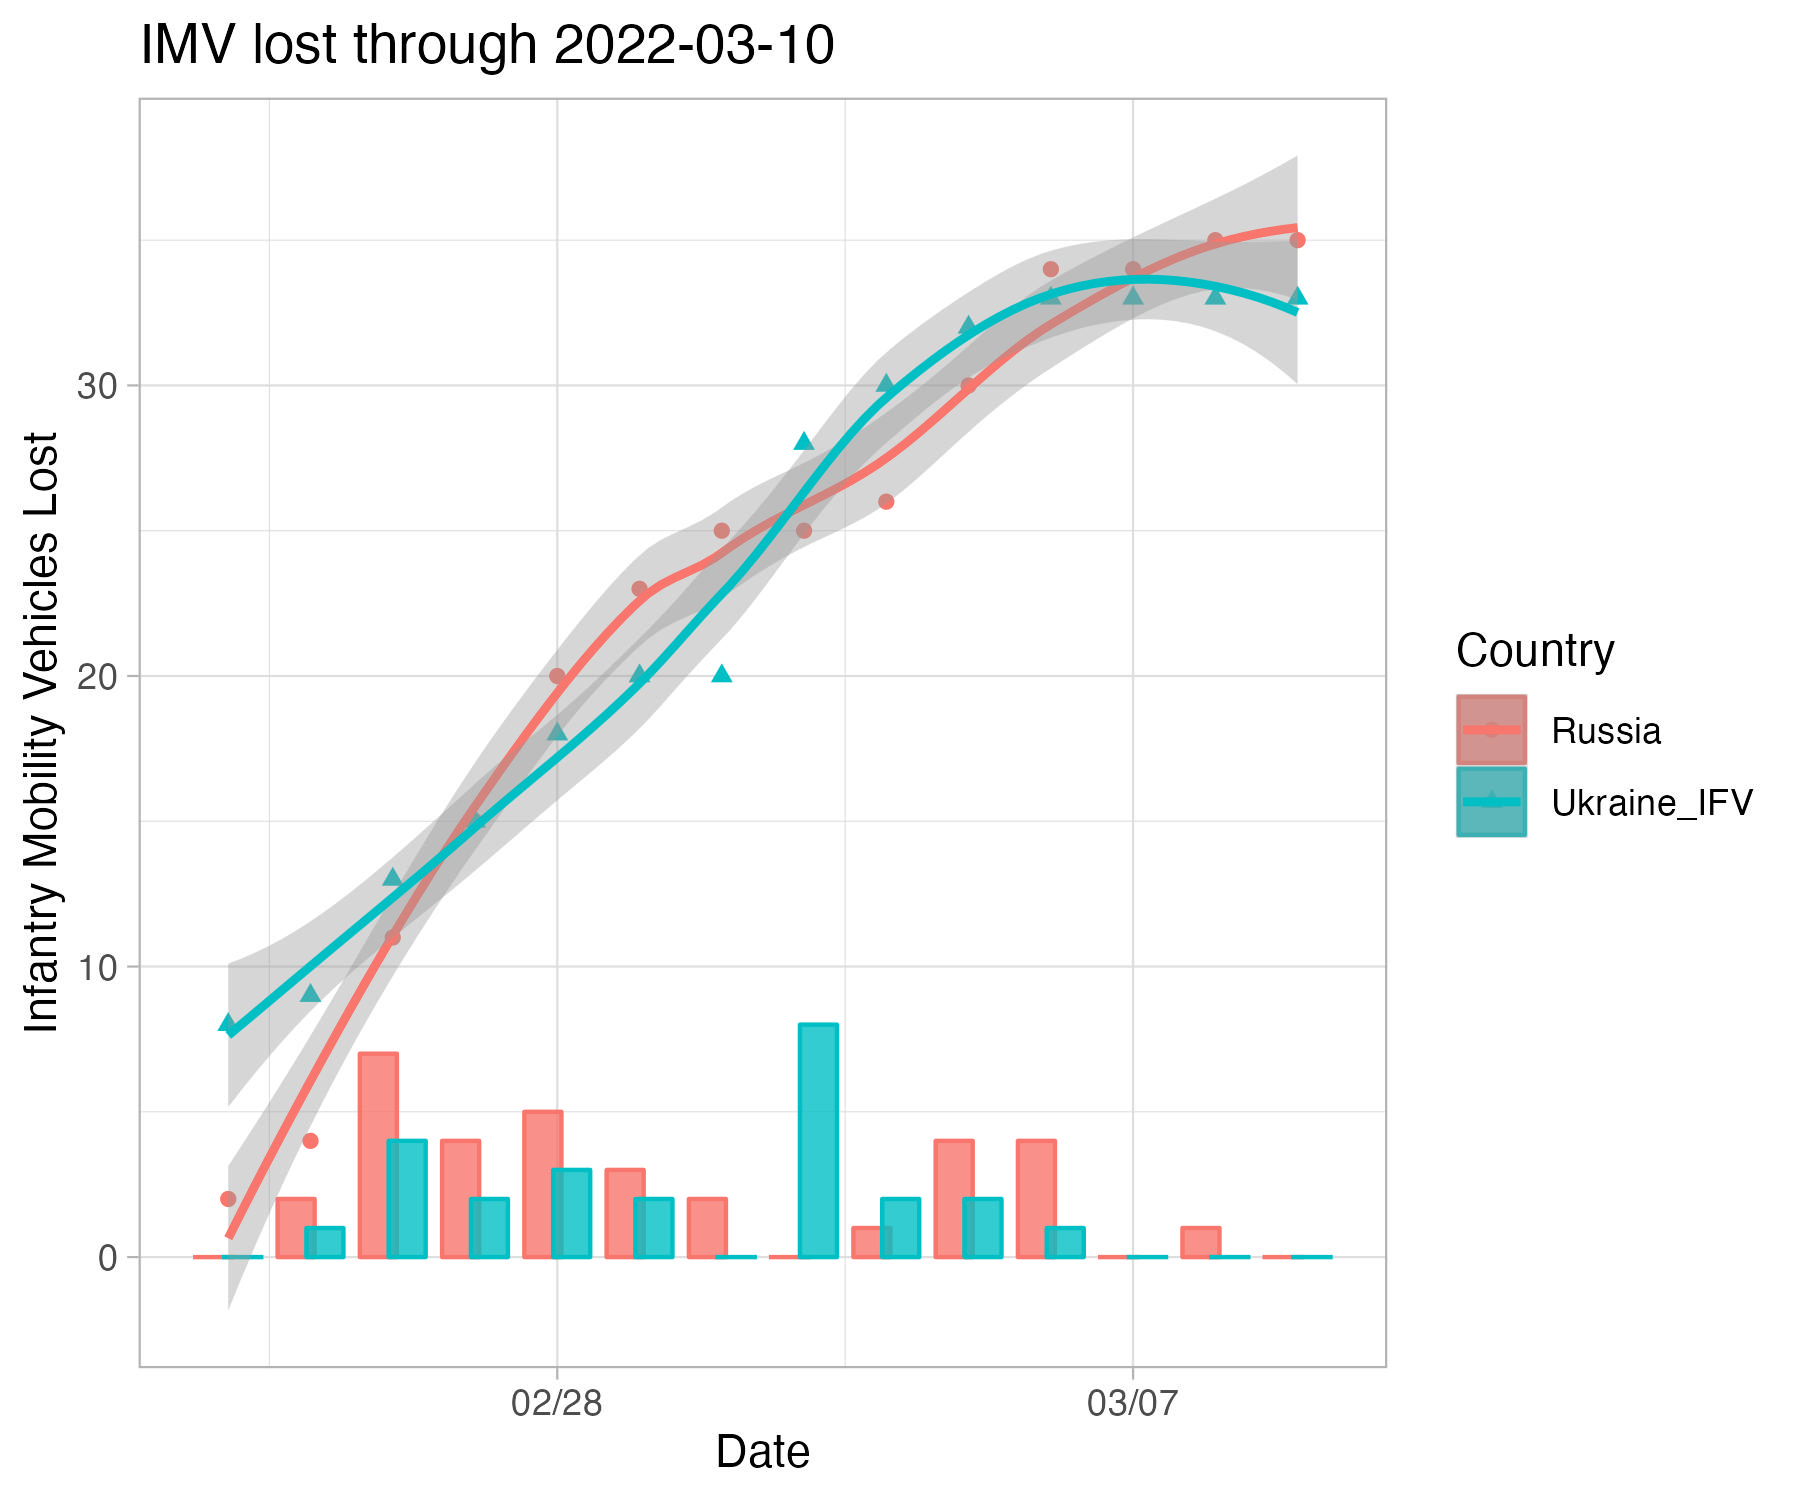 IMV lost through 2022-03-10
Infantry Mobility Vehicles Lost
30
20
10
0
02/28
03/07
Date
Country
Russia
Ukraine_IFV